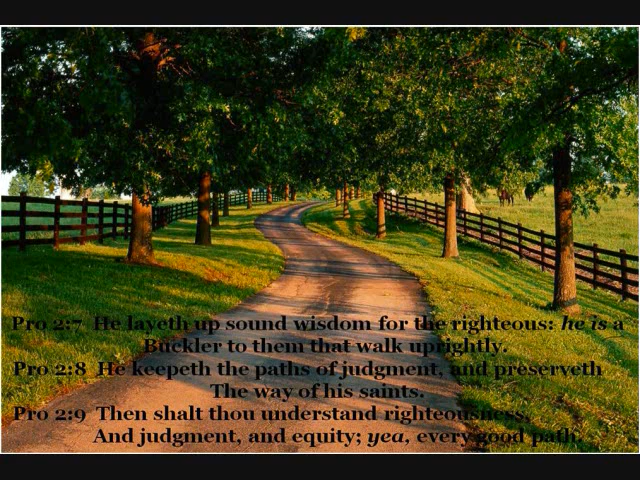 Pro 2:7 He layeth up sound wisdom for the righteous: he is a
Buckler to them that walk uprightly.
Pro 2:8 He keepeth the paths of judgment, and preserveth
The way of his saints.
Pro 2:9 Then shalt thou understand righteousness,
And judgment, and equity; yea, every good path.